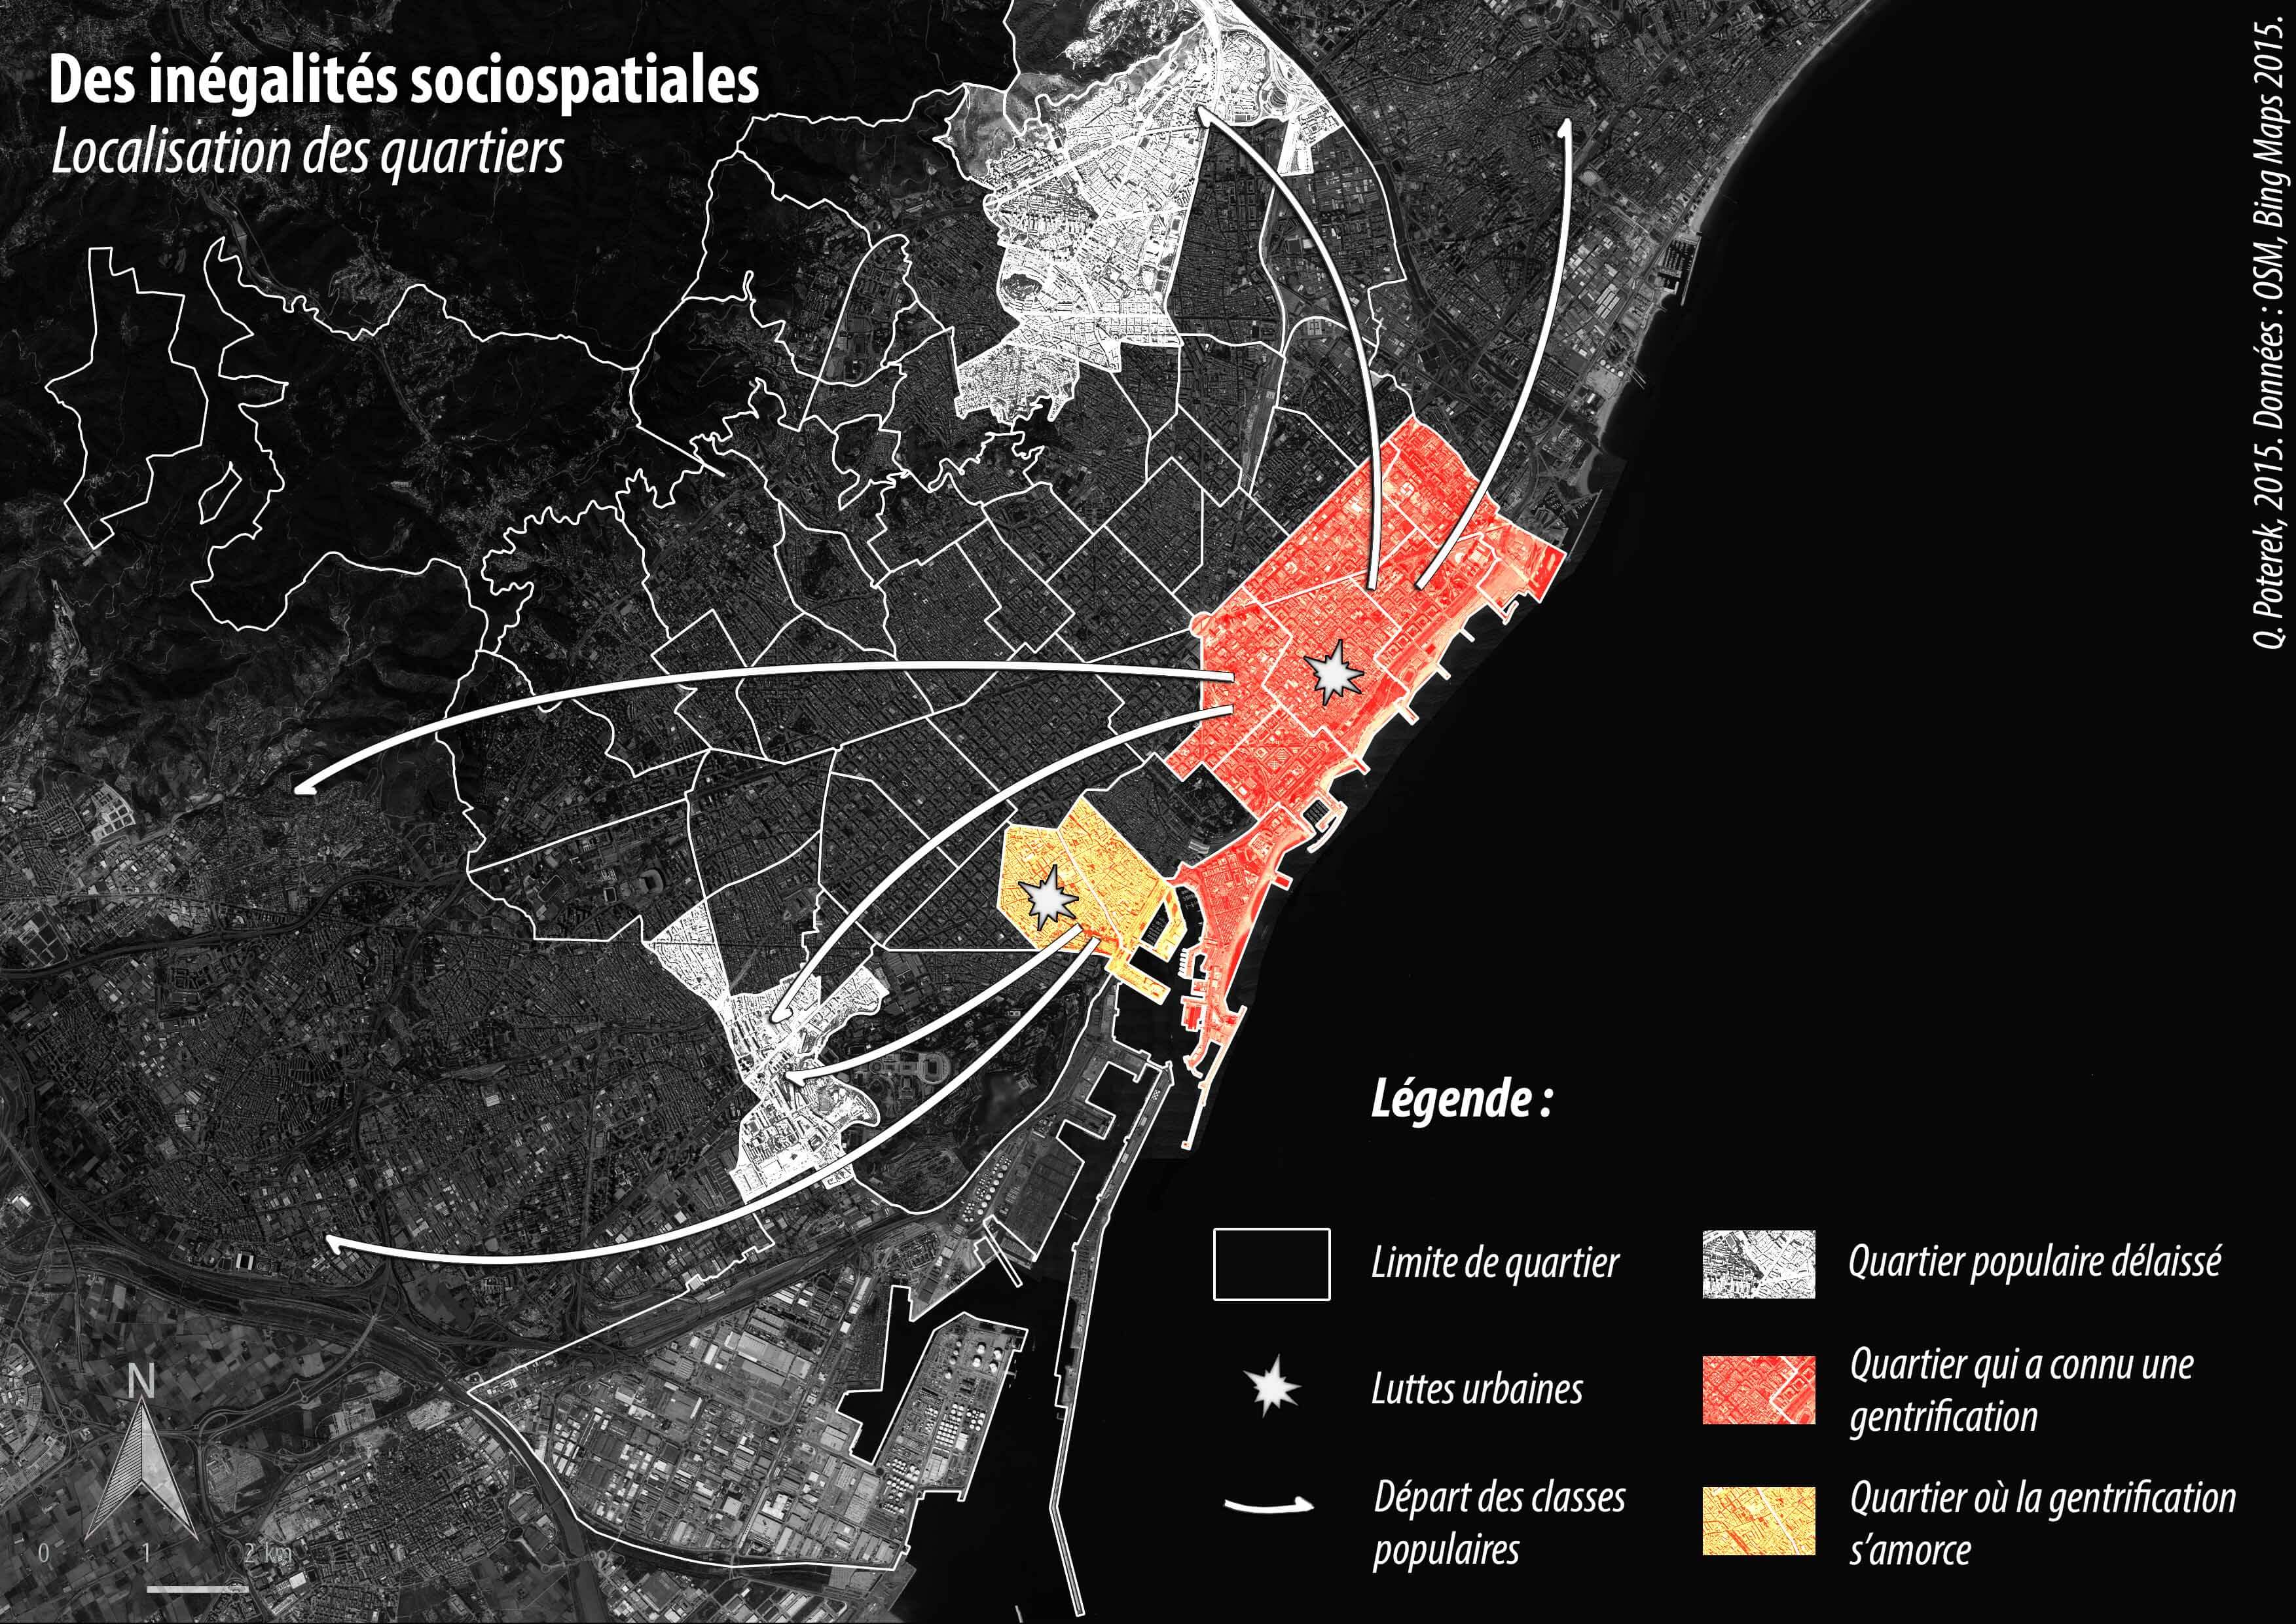 Des inégalités sociospatiales
Localisation des quartiers
Q. Poterek, 2015. Données : OSM, Bing Maps 2015.
Légende :
Limite de quartier
Luttes urbaines
Départ des classes
populaires
Quartier populaire délaissé
Quartier qui a connu une
gentrification
Quartier où la gentrification
s’amorce
N
0 1 2 km